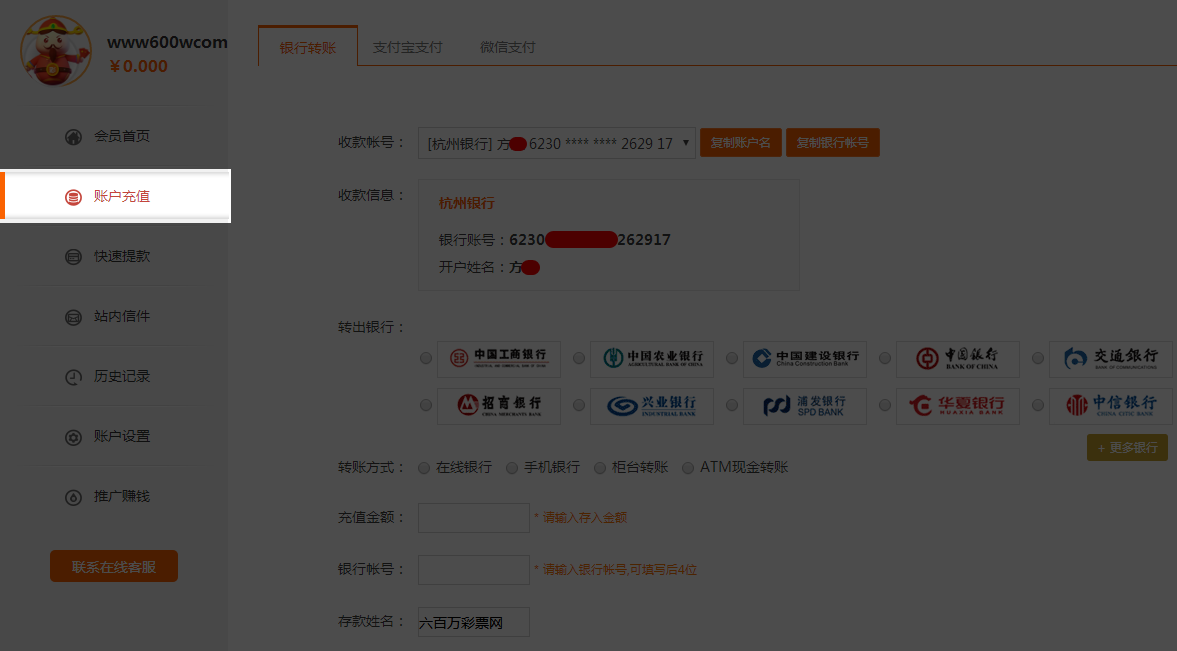 www600wcom
￥0.000
会员首页
账户充值
快速提款
站内信件
历史记录
账户设置
推广赚钱
联系在线客服
银行转账 支付宝支付 微信支付
收款帐号： [杭州银行] 方 6230 **** **** 2629 17 复制账户名 复制银行帐号
收款信息：
杭州银行
银行账号：6230 262917
开户姓名：方
转出银行：
中国工商银行 中国农业银行 中国建设银行 中国银行 交通银行
INDUSTRIAL AND COMMERCIAL BANK OF CHINA AGRICULTURAL BANK OF CHINA China Construction Bank BANK OF CHINA BANK OF COMMUNICATIONS
招商银行 兴业银行 浦发银行 华夏银行 中信银行
CHINA MERCHANTS BANK INDUSTRIAL BANK SPD BANK HUAXIA BANK CHINA CITIC BANK
+ 更多银行
转账方式： 在线银行 手机银行 柜台转账 ATM现金转账
充值金额： * 请输入存入金额
银行帐号： * 请输入银行帐号,可填写后4位
存款姓名： 六百万彩票网